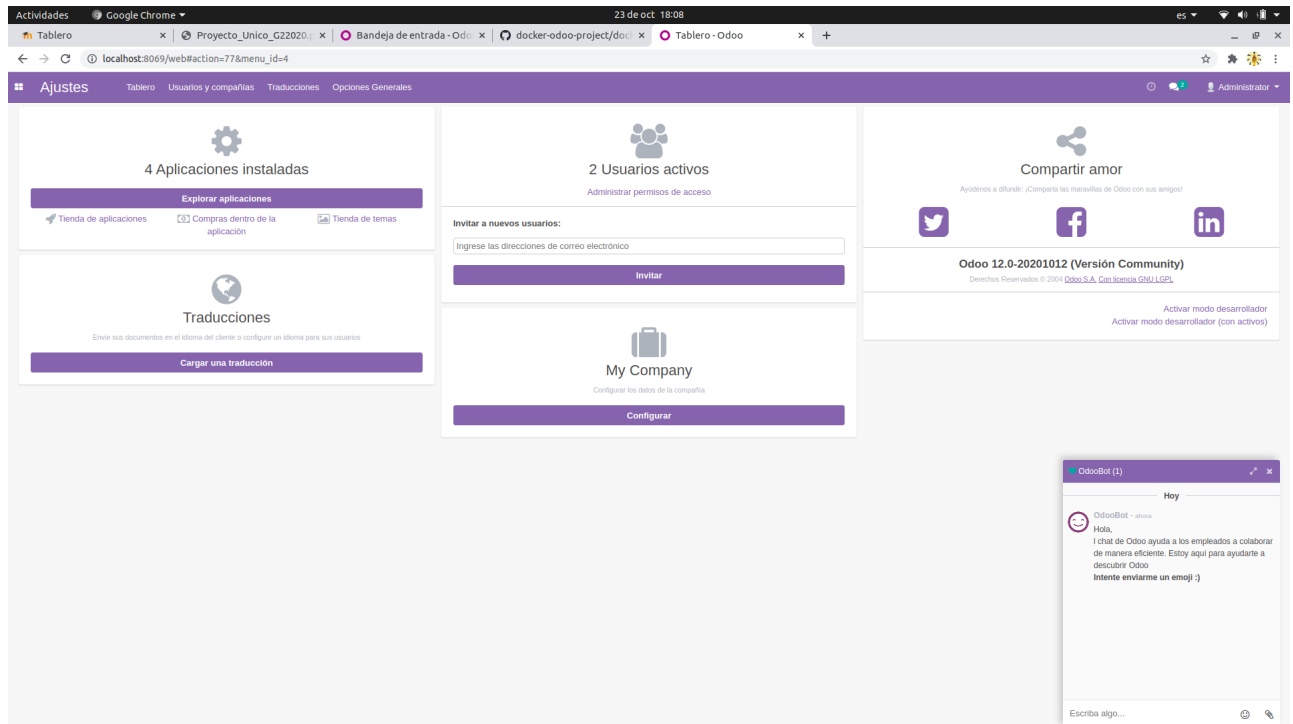 Actividades Google Chrome 23 de oct 18:08 es
Tablero Proyecto_Unico_G22020.p Bandeja de entrada - Odo docker-odoo-project/doc Tablero - Odoo
localhost:8069/web#action=77&menu_id=4
Ajustes Tablero Usuarios y compañías Traducciones Opciones Generales 2 Administrator
4 Aplicaciones instaladas
Explorar aplicaciones
Tienda de aplicaciones Compras dentro de la aplicación Tienda de temas
Traducciones
Envíe sus documentos en el idioma del cliente o configure un idioma para sus usuarios
Cargar una traducción
2 Usuarios activos
Administrar permisos de acceso
Invitar a nuevos usuarios:
Ingrese las direcciones de correo electrónico
Invitar
My Company
Configurar los datos de la compañía
Configurar
Compartir amor
Ayúdenos a difundir: ¡Comparta las maravillas de Odoo con sus amigos!
Odoo 12.0-20201012 (Versión Community)
Derechos Reservados © 2004 Odoo S.A. Con licencia GNU LGPL
Activar modo desarrollador
Activar modo desarrollador (con activos)
OdooBot (1)
Hoy
OdooBot - ahora
Hola,
l chat de Odoo ayuda a los empleados a colaborar
de manera eficiente. Estoy aquí para ayudarte a
descubrir Odoo
Intente enviarme un emoji :)
Escriba algo...